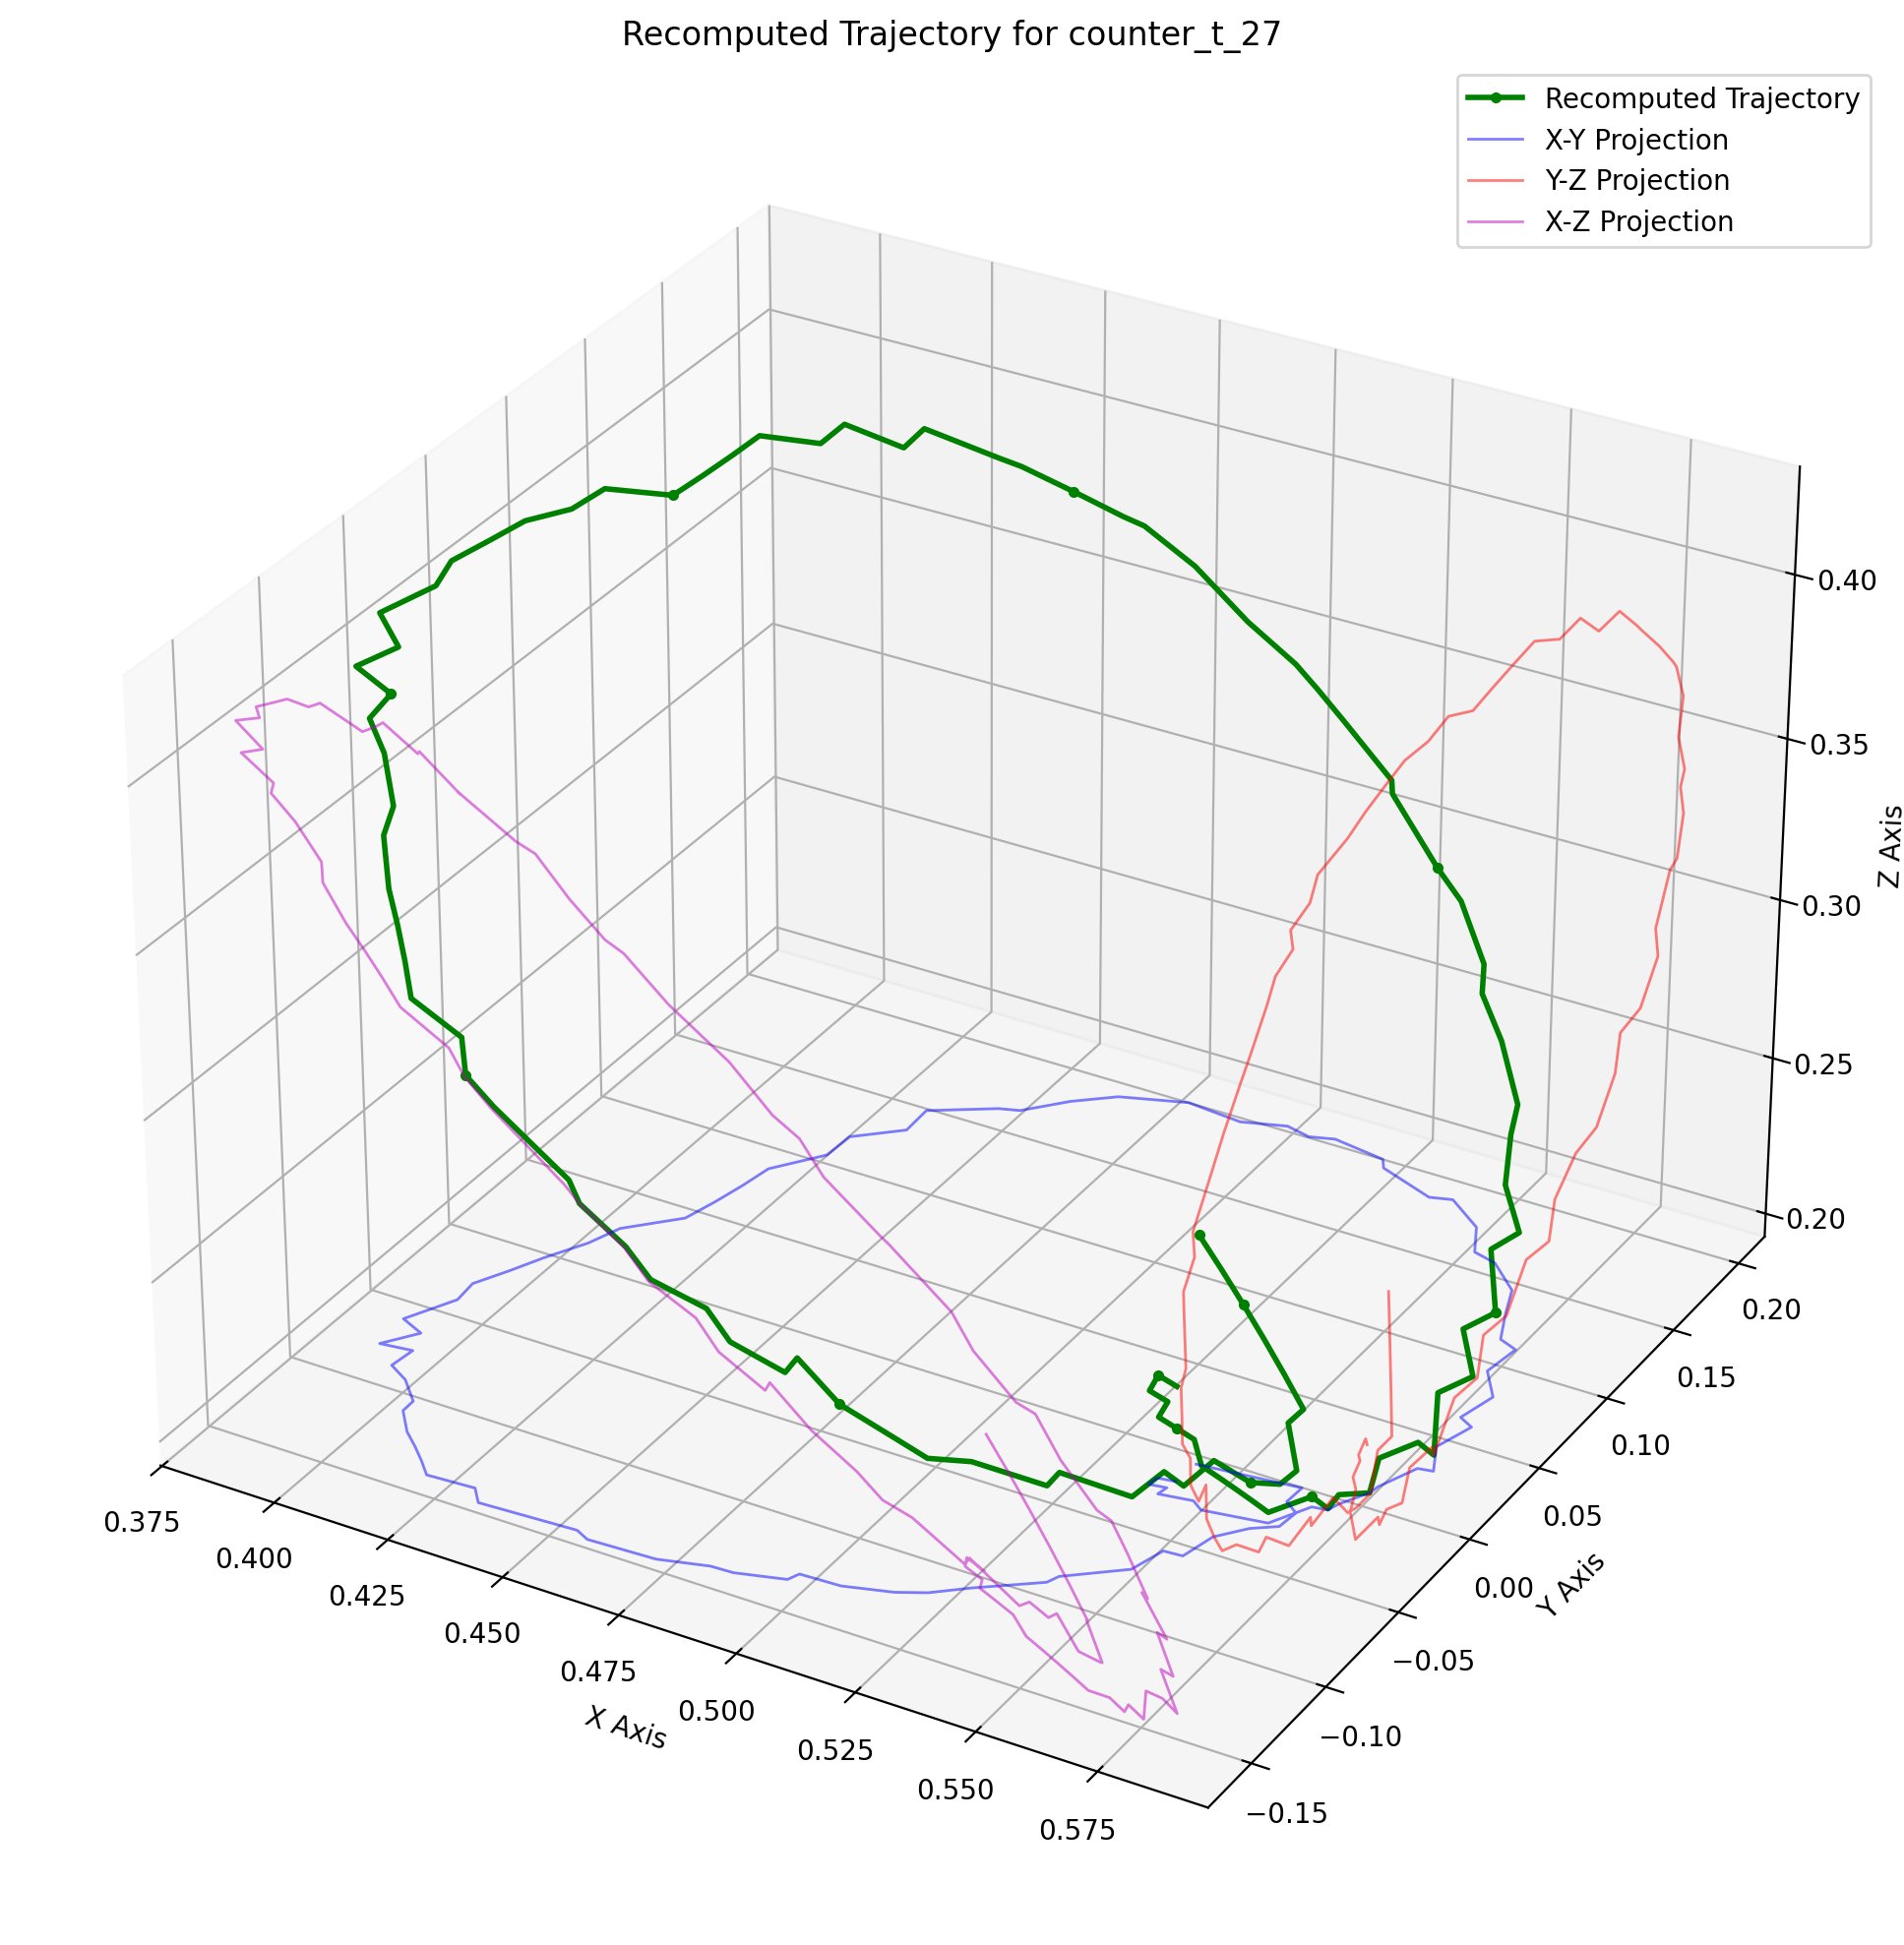 Recomputed Trajectory for counter_t_27
Recomputed Trajectory
X-Y Projection
Y-Z Projection
X-Z Projection
0.40
0.35
Z Axis
0.30
0.25
0.20
0.20
0.15
0.10
0.05
0.00
Y Axis
−0.05
−0.10
−0.15
0.375
0.400
0.425
0.450
0.475
0.500
X Axis
0.525
0.550
0.575